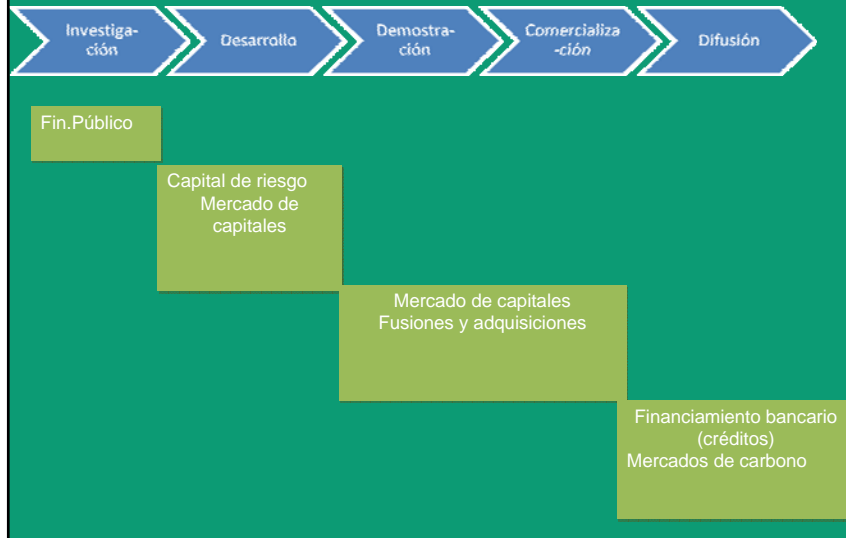 Investiga-
ción
Desarrollo
Demostra-
ción
Comercializa
-ción
Difusión
Fin.Público
Capital de riesgo
Mercado de
capitales
Mercado de capitales
Fusiones y adquisiciones
Financiamiento bancario
(créditos)
Mercados de carbono